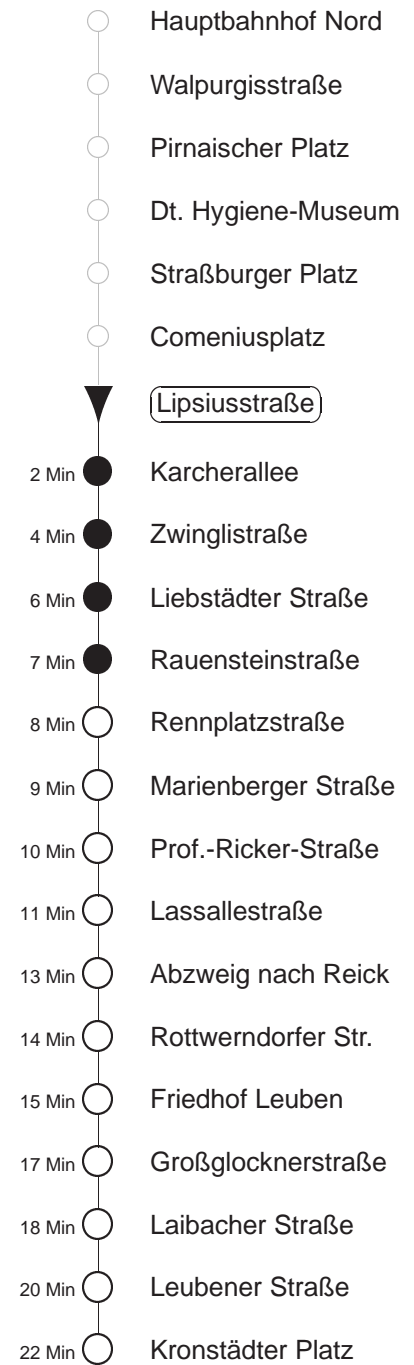 Hauptbahnhof Nord
Walpurgisstraße
Pirnaischer Platz
Dt. Hygiene-Museum
Straßburger Platz
Comeniusplatz
Lipsiusstraße
2 Min Karcherallee
4 Min Zwinglistraße
6 Min Liebstädter Straße
7 Min Rauensteinstraße
8 Min Rennplatzstraße
9 Min Marienberger Straße
10 Min Prof.-Ricker-Straße
11 Min Lassallestraße
13 Min Abzweig nach Reick
14 Min Rottwerndorfer Str.
15 Min Friedhof Leuben
17 Min Großglocknerstraße
18 Min Laibacher Straße
20 Min Leubener Straße
22 Min Kronstädter Platz